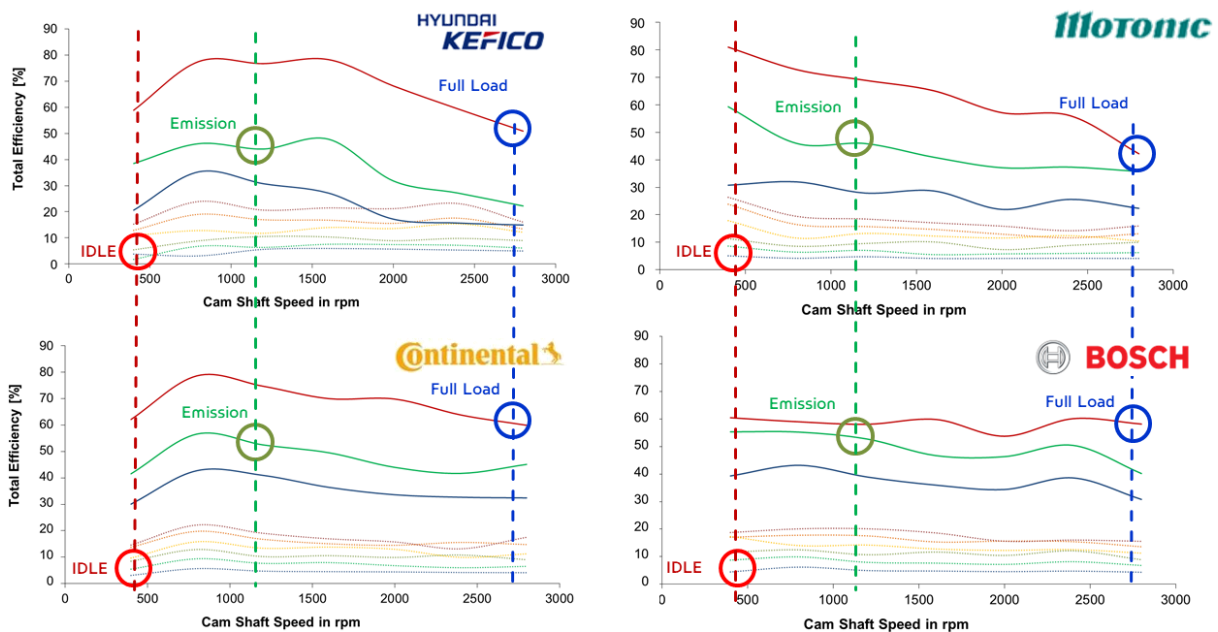 HYUNDAI
KEFICO
90
80
70
60
50
40
30
20
10
0
Total Efficiency [%]
Full Load
Emission
IDLE
0
500
1000
1500
2000
2500
3000
Cam Shaft Speed in rpm
MOTONIC
90
80
70
60
50
40
30
20
10
0
Full Load
Emission
IDLE
0
500
1000
1500
2000
2500
3000
Cam Shaft Speed in rpm
Continental
90
80
70
60
50
40
30
20
10
0
Total Efficiency [%]
Full Load
Emission
IDLE
0
500
1000
1500
2000
2500
3000
Cam Shaft Speed in rpm
BOSCH
90
80
70
60
50
40
30
20
10
0
Full Load
Emission
IDLE
0
500
1000
1500
2000
2500
3000
Cam Shaft Speed in rpm